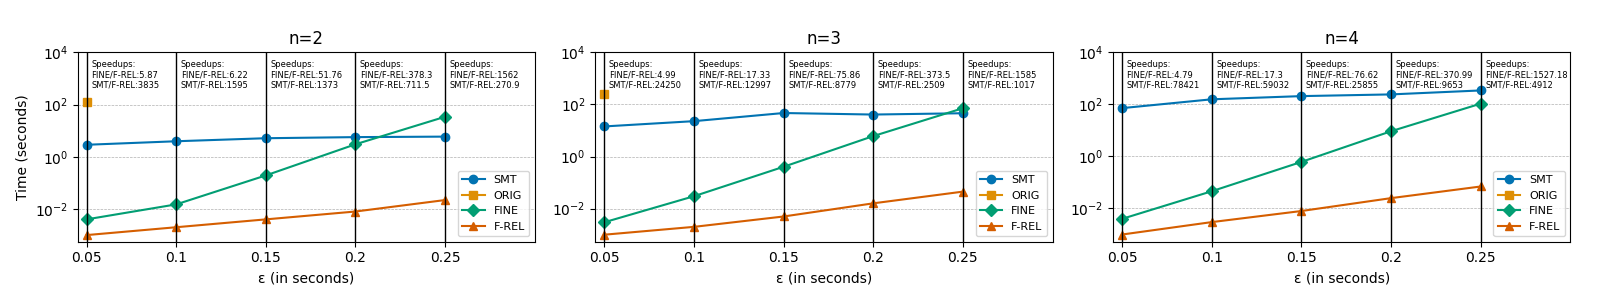 n=2
10^4
10^2
10^0
10^-2
Time (seconds)
Speedups:
FINE/F-REL:5.87
SMT/F-REL:3835
Speedups:
FINE/F-REL:6.22
SMT/F-REL:1595
Speedups:
FINE/F-REL:51.76
SMT/F-REL:1373
Speedups:
FINE/F-REL:378.3
SMT/F-REL:711.5
Speedups:
FINE/F-REL:1562
SMT/F-REL:270.9
SMT
ORIG
FINE
F-REL
0.05
0.1
0.15
0.2
0.25
ε (in seconds)
n=3
10^4
10^2
10^0
10^-2
Speedups:
FINE/F-REL:4.99
SMT/F-REL:24250
Speedups:
FINE/F-REL:17.33
SMT/F-REL:12997
Speedups:
FINE/F-REL:75.86
SMT/F-REL:8779
Speedups:
FINE/F-REL:373.5
SMT/F-REL:2509
Speedups:
FINE/F-REL:1585
SMT/F-REL:1017
SMT
ORIG
FINE
F-REL
0.05
0.1
0.15
0.2
0.25
ε (in seconds)
n=4
10^4
10^2
10^0
10^-2
Speedups:
FINE/F-REL:4.79
SMT/F-REL:78421
Speedups:
FINE/F-REL:17.3
SMT/F-REL:59032
Speedups:
FINE/F-REL:76.62
SMT/F-REL:25855
Speedups:
FINE/F-REL:370.99
SMT/F-REL:9653
Speedups:
FINE/F-REL:1527.18
SMT/F-REL:4912
SMT
ORIG
FINE
F-REL
0.05
0.1
0.15
0.2
0.25
ε (in seconds)